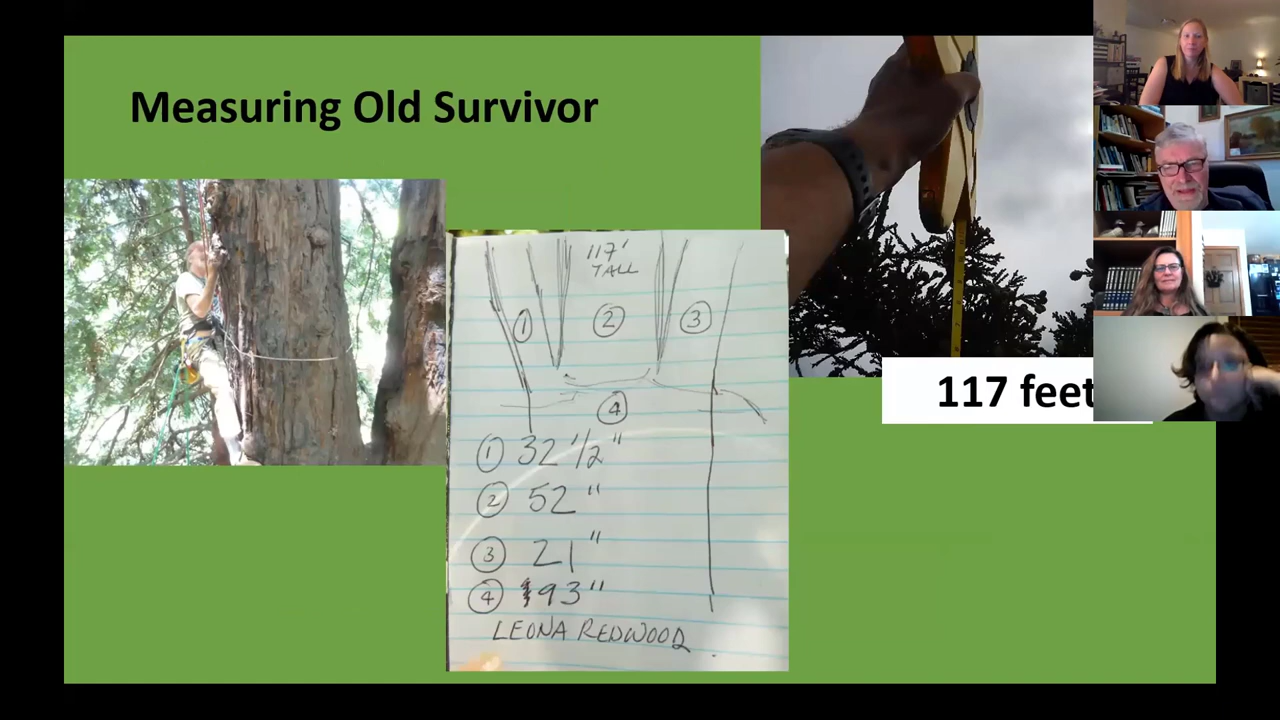 Measuring Old Survivor
117'
TALL
1
2
3
4
1 32 1/2"
2 52"
3 21"
4 93"
LEONA REDWOOD
117 feet